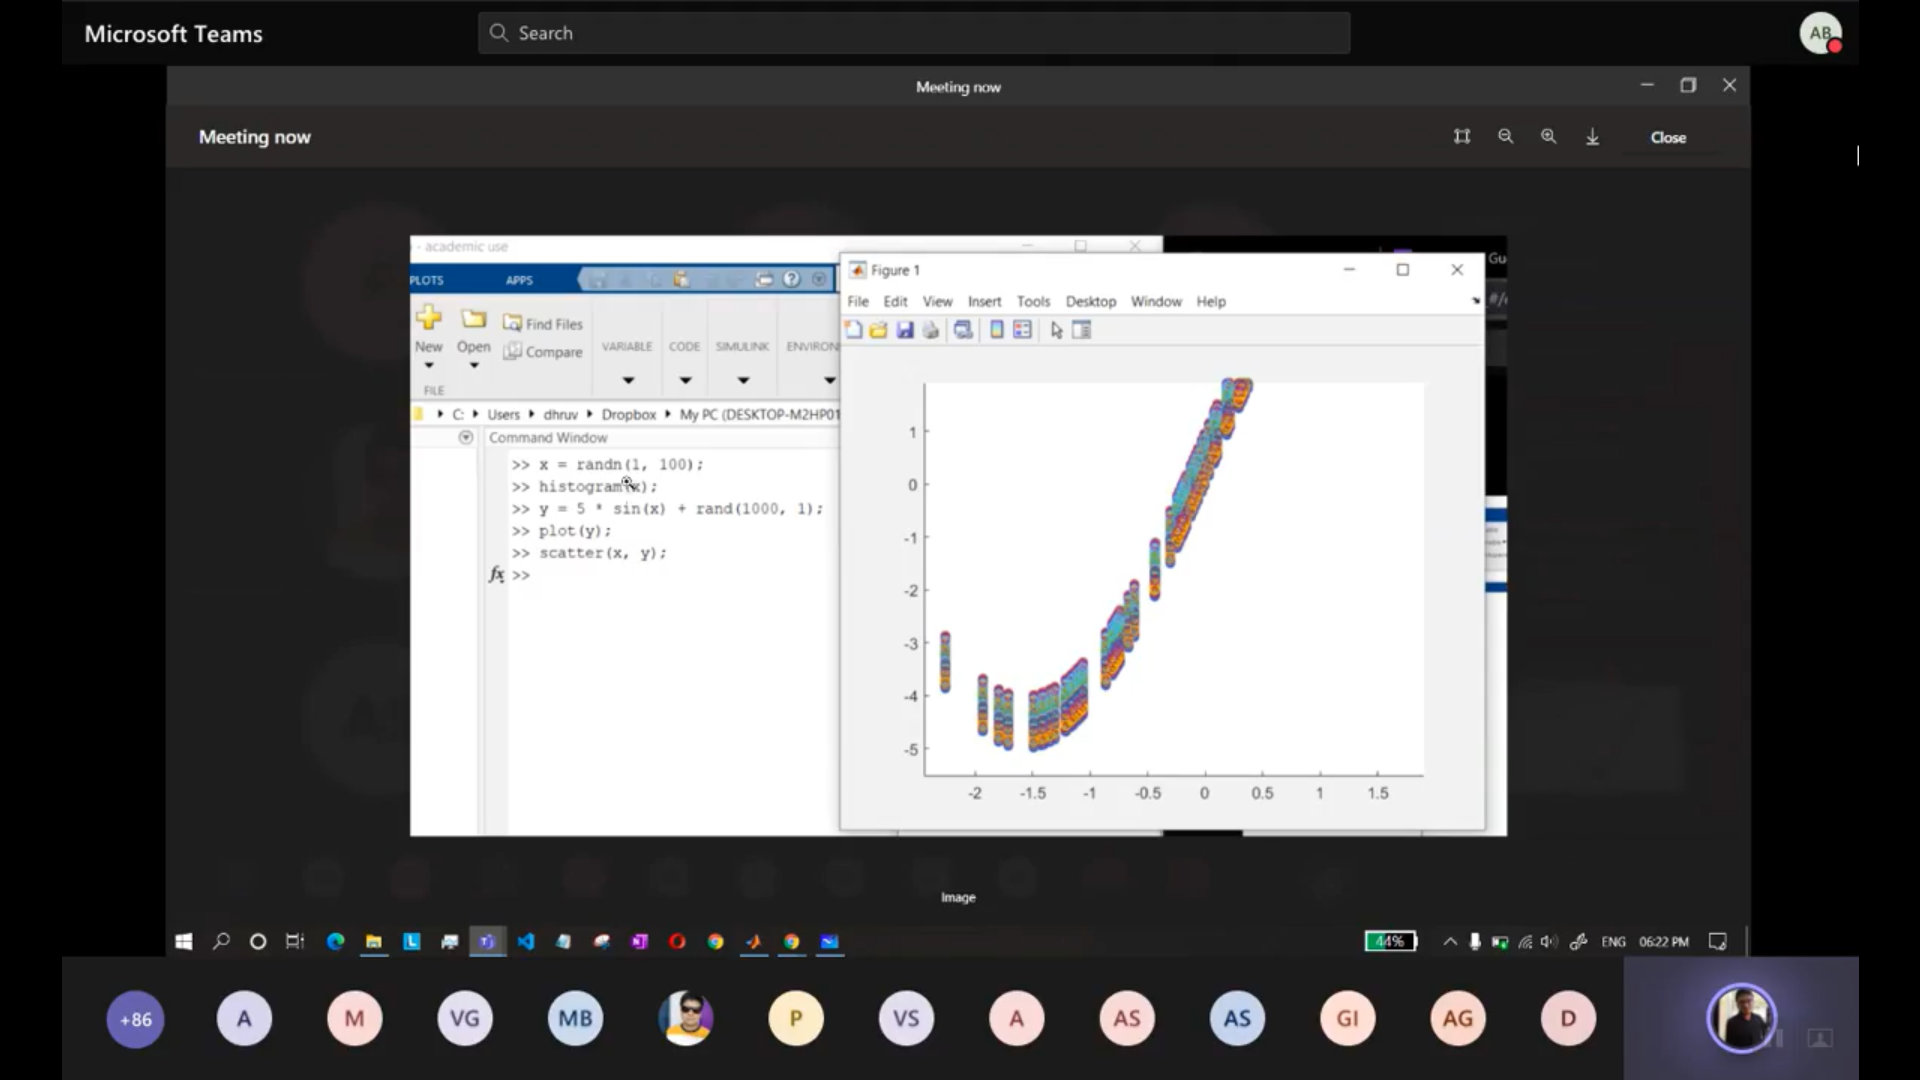 Microsoft Teams
Search
AB
Meeting now
Meeting now
Close
- academic use
PLOTS
APPS
New
Open
Find Files
Compare
VARIABLE
CODE
SIMULINK
FILE
C:
Users
dhruv
Dropbox
My PC (DESKTOP-M2HP01
Command Window
>> x = randn(1, 100);
>> histogram(x);
>> y = 5 * sin(x) + rand(1000, 1);
>> plot(y);
>> scatter(x, y);
fx >>
Figure 1
File Edit View Insert Tools Desktop Window Help
1
0
-1
-2
-3
-4
-5
-2 -1.5 -1 -0.5 0 0.5 1 1.5
Image
44%
ENG
06:22 PM
+86
A
M
VG
MB
P
VS
A
AS
AS
GI
AG
D